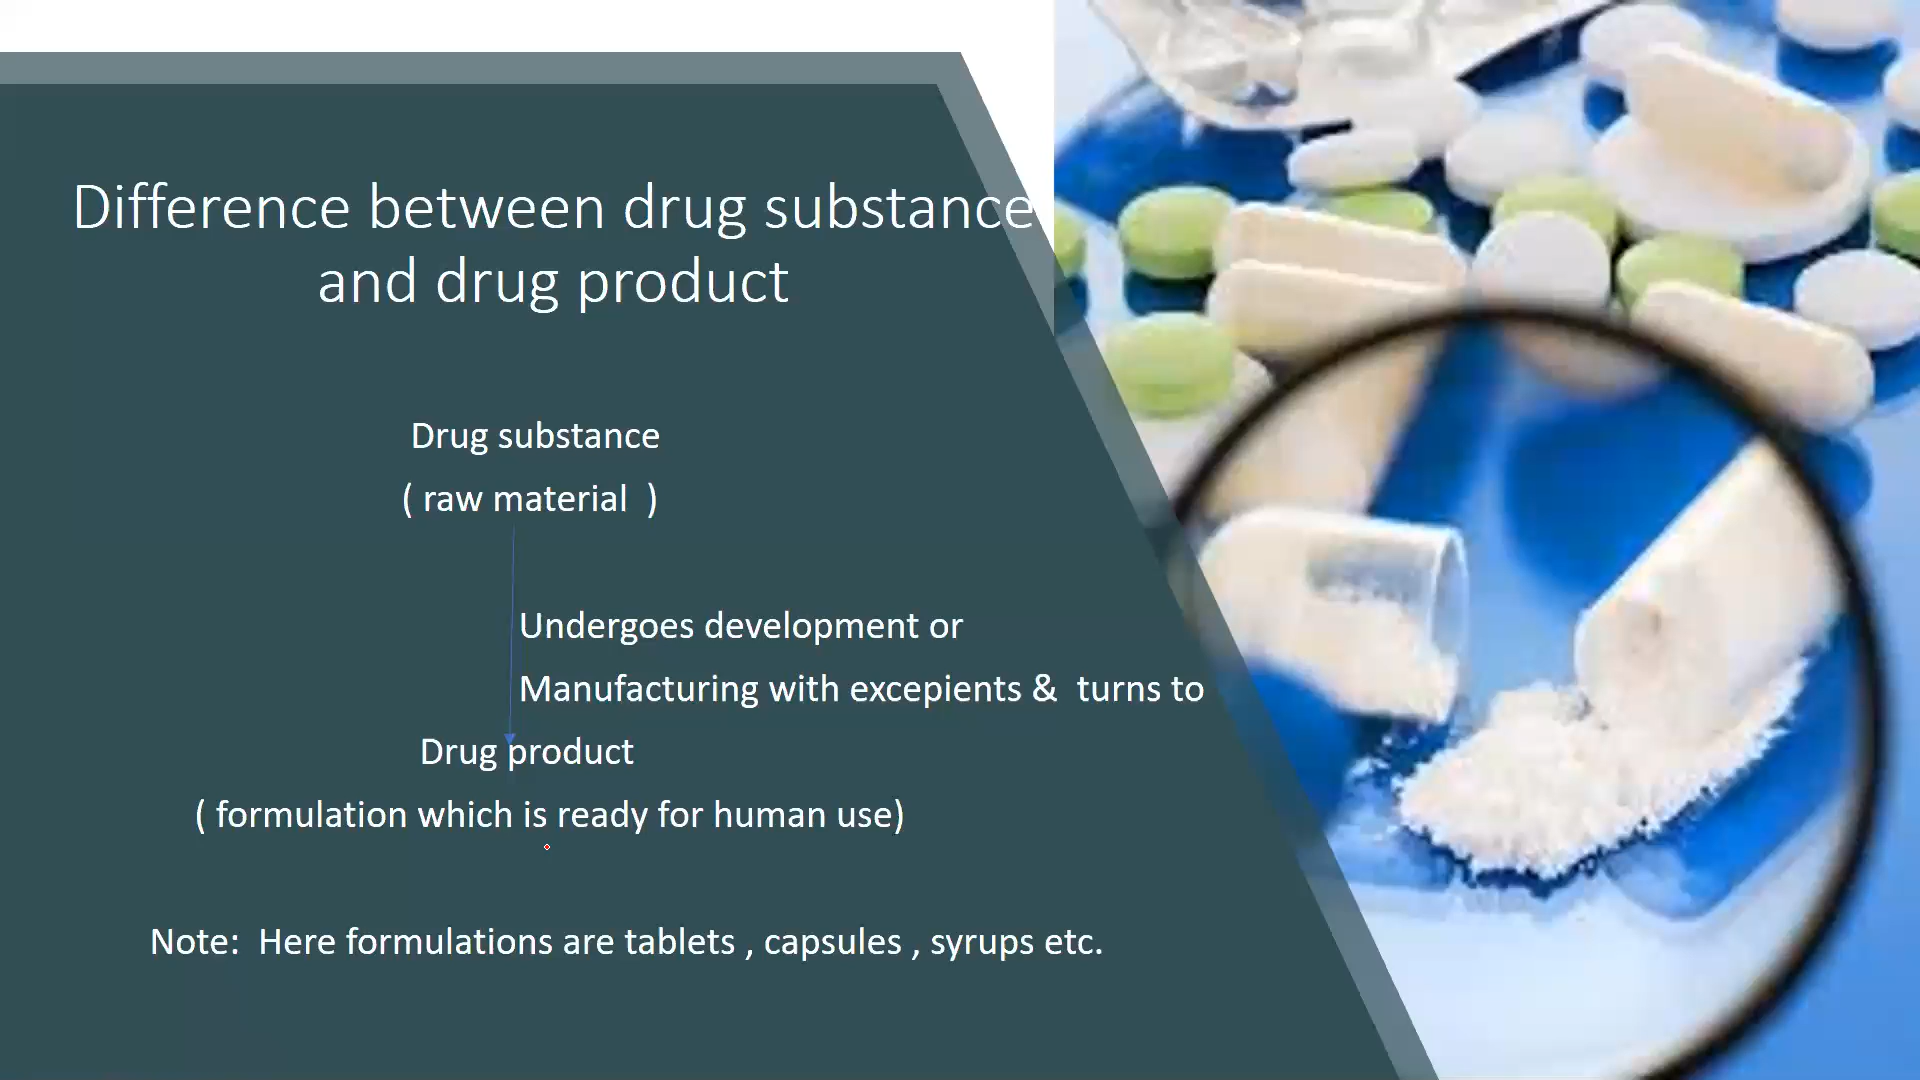 Difference between drug substance
and drug product
Drug substance
( raw material  )
Undergoes development or
Manufacturing with excepients &  turns to
Drug product
( formulation which is ready for human use)
Note:  Here formulations are tablets , capsules , syrups etc.